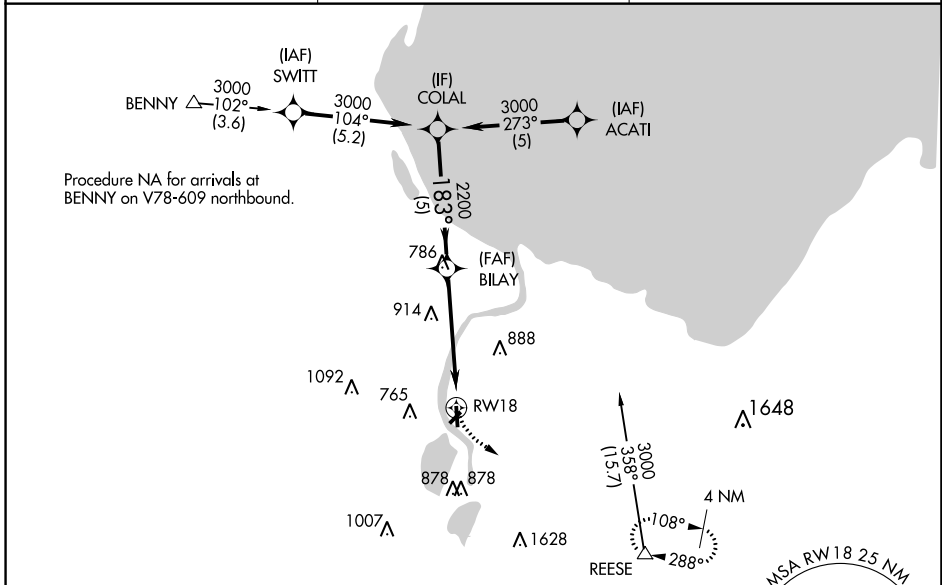 (IAF)
SWITT
BENNY
3000
102°
(3.6)
3000
104°
(5.2)
(IF)
COLAL
3000
273°
(5)
(IAF)
ACATI
Procedure NA for arrivals at
BENNY on V78-609 northbound.
2200
183°
(5)
786
(FAF)
BILAY
914
888
1092
765
RW18
1648
3000
358°
(15.7)
4 NM
878
878
108°
1007
1628
288°
REESE
MSA RW18 25 NM